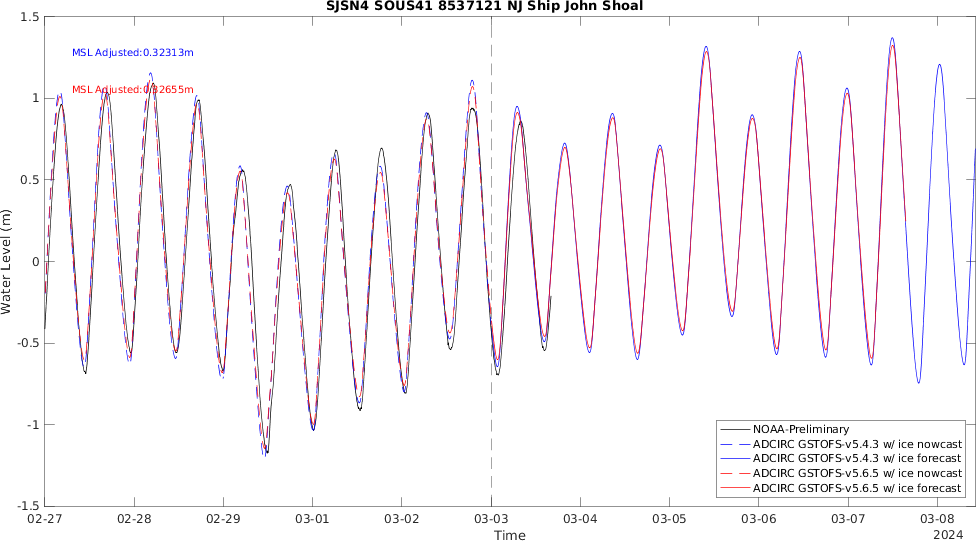 SJSN4 SOUS41 8537121 NJ Ship John Shoal
1.5
1
0.5
0
-0.5
-1
-1.5
Water Level (m)
MSL Adjusted:0.32313m
MSL Adjusted:0.32655m
NOAA-Preliminary
ADCIRC GSTOFS-v5.4.3 w/ ice nowcast
ADCIRC GSTOFS-v5.4.3 w/ ice forecast
ADCIRC GSTOFS-v5.6.5 w/ ice nowcast
ADCIRC GSTOFS-v5.6.5 w/ ice forecast
02-27 02-28 02-29 03-01 03-02 03-03 03-04 03-05 03-06 03-07 03-08
Time
2024